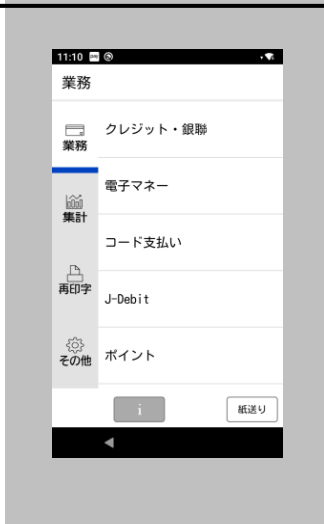 11:10
業務
業務
クレジット・銀聯
集計
電子マネー
コード支払い
再印字
J-Debit
その他
ポイント
i
紙送り